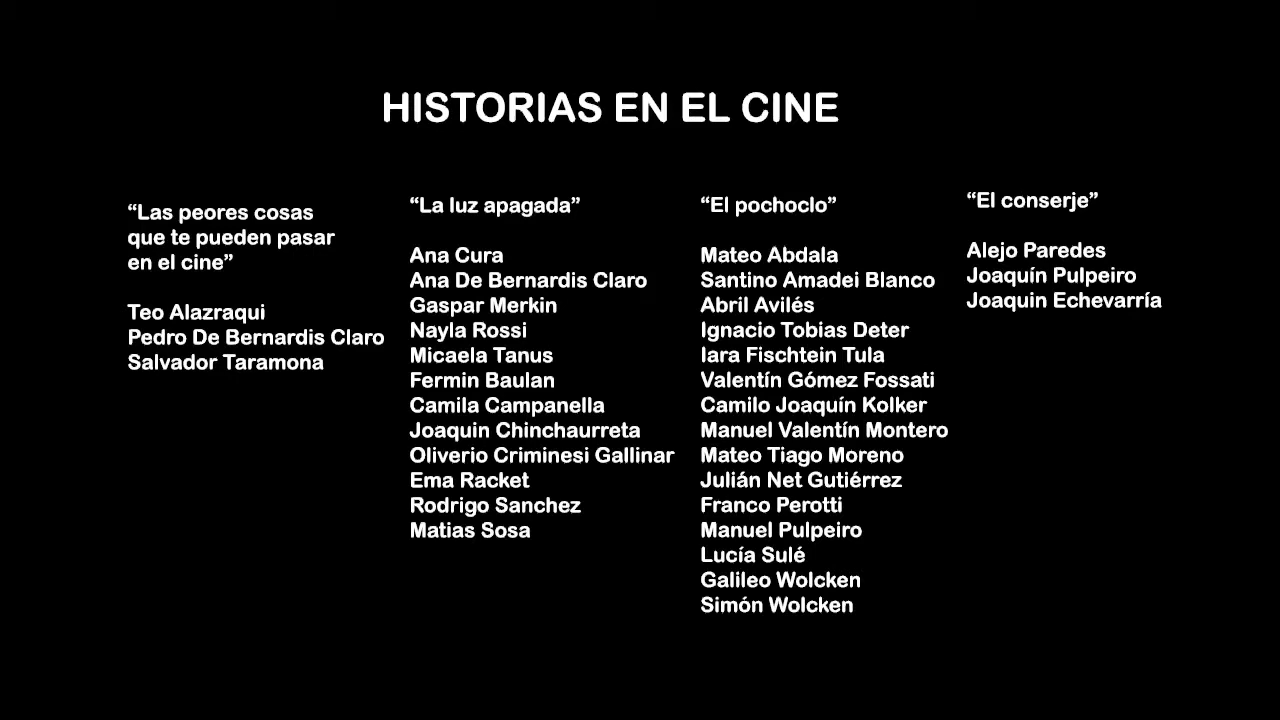 HISTORIAS EN EL CINE
“Las peores cosas
que te pueden pasar
en el cine”
Teo Alazraqui
Pedro De Bernardis Claro
Salvador Taramona
“La luz apagada”
Ana Cura
Ana De Bernardis Claro
Gaspar Merkin
Nayla Rossi
Micaela Tanus
Fermin Baulan
Camila Campanella
Joaquin Chinchaurreta
Oliverio Criminesi Gallinar
Ema Racket
Rodrigo Sanchez
Matias Sosa
“El pochoclo”
Mateo Abdala
Santino Amadei Blanco
Abril Avilés
Ignacio Tobias Deter
Iara Fischtein Tula
Valentín Gómez Fossati
Camilo Joaquín Kolker
Manuel Valentín Montero
Mateo Tiago Moreno
Julián Net Gutiérrez
Franco Perotti
Manuel Pulpeiro
Lucía Sulé
Galileo Wolcken
Simón Wolcken
“El conserje”
Alejo Paredes
Joaquín Pulpeiro
Joaquin Echevarría